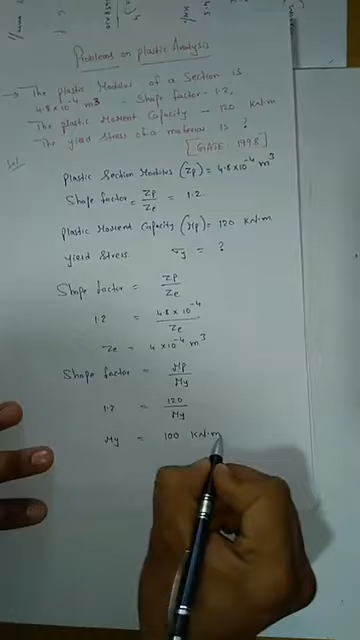 Problems on plastic Analysis
→ The plastic Modulus of a Section is
4.8x10⁻⁴ m³ - Shape factor - 1.2,
The plastic Moment Capacity - 120 KN.m
The yield Stress of a material is ?
[GATE 1998]
Sol
plastic Section Modulus (Zp) = 4.8x10⁻⁴ m³
Shape factor = Zp/Ze = 1.2
plastic Moment Capacity (Mp) = 120 KN.m
yield Stress σy = ?
Shape factor = Zp/Ze
1.2 = 4.8 x 10⁻⁴/Ze
Ze = 4 x 10⁻⁴ m³
Shape factor = Mp/My
1.2 = 120/My
My = 100 KN.m